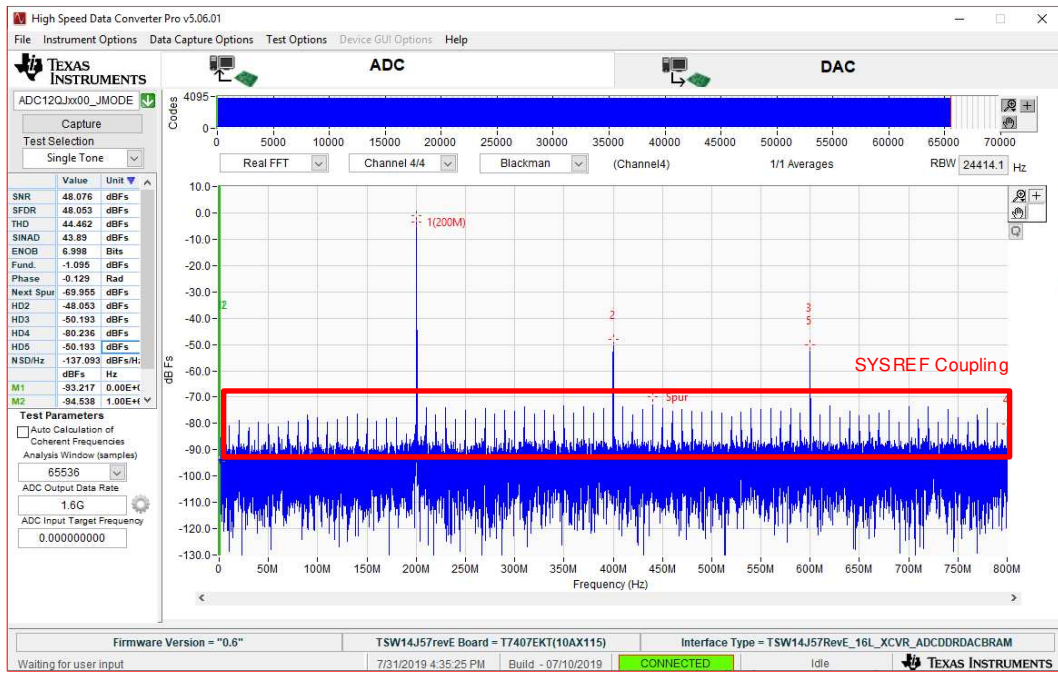 High Speed Data Converter Pro v5.06.01
File Instrument Options Data Capture Options Test Options Device GUI Options Help
TEXAS INSTRUMENTS
ADC
DAC
ADC12QJxx00_JMODE
Capture
Test Selection
Single Tone
Value Unit
SNR 48.076 dBFs
SFDR 48.053 dBFs
THD 44.462 dBFs
SINAD 43.89 dBFs
ENOB 6.998 Bits
Fund. -1.095 dBFs
Phase -0.129 Rad
Next Spur -69.955 dBFs
HD2 -48.053 dBFs
HD3 -50.193 dBFs
HD4 -80.236 dBFs
HD5 -50.193 dBFs
NSD/Hz -137.093 dBFs/Hz
dBFs Hz
M1 -93.217 0.00E+0
M2 -94.538 1.00E+6
Test Parameters
Auto Calculation of
Coherent Frequencies
Analysis Window (samples)
65536
ADC Output Data Rate
1.6G
ADC Input Target Frequency
0.000000000
Codes
4095
0
0 5000 10000 15000 20000 25000 30000 35000 40000 45000 50000 55000 60000 65000 70000
Real FFT Channel 4/4 Blackman (Channel4) 1/1 Averages RBW 24414.1 Hz
dBFs
10.0
0.0
-10.0
-20.0
-30.0
-40.0
-50.0
-60.0
-70.0
-80.0
-90.0
-100.0
-110.0
-120.0
-130.0
1(200M)
2
2
3
5
Spur
4
SYSREF Coupling
0 50M 100M 150M 200M 250M 300M 350M 400M 450M 500M 550M 600M 650M 700M 750M 800M
Frequency (Hz)
Firmware Version = "0.6" TSW14J57revE Board = T7407EKT(10AX115) Interface Type = TSW14J57RevE_16L_XCVR_ADCDDRDACBRAM
Waiting for user input 7/31/2019 4:35:25 PM Build - 07/10/2019 CONNECTED Idle TEXAS INSTRUMENTS